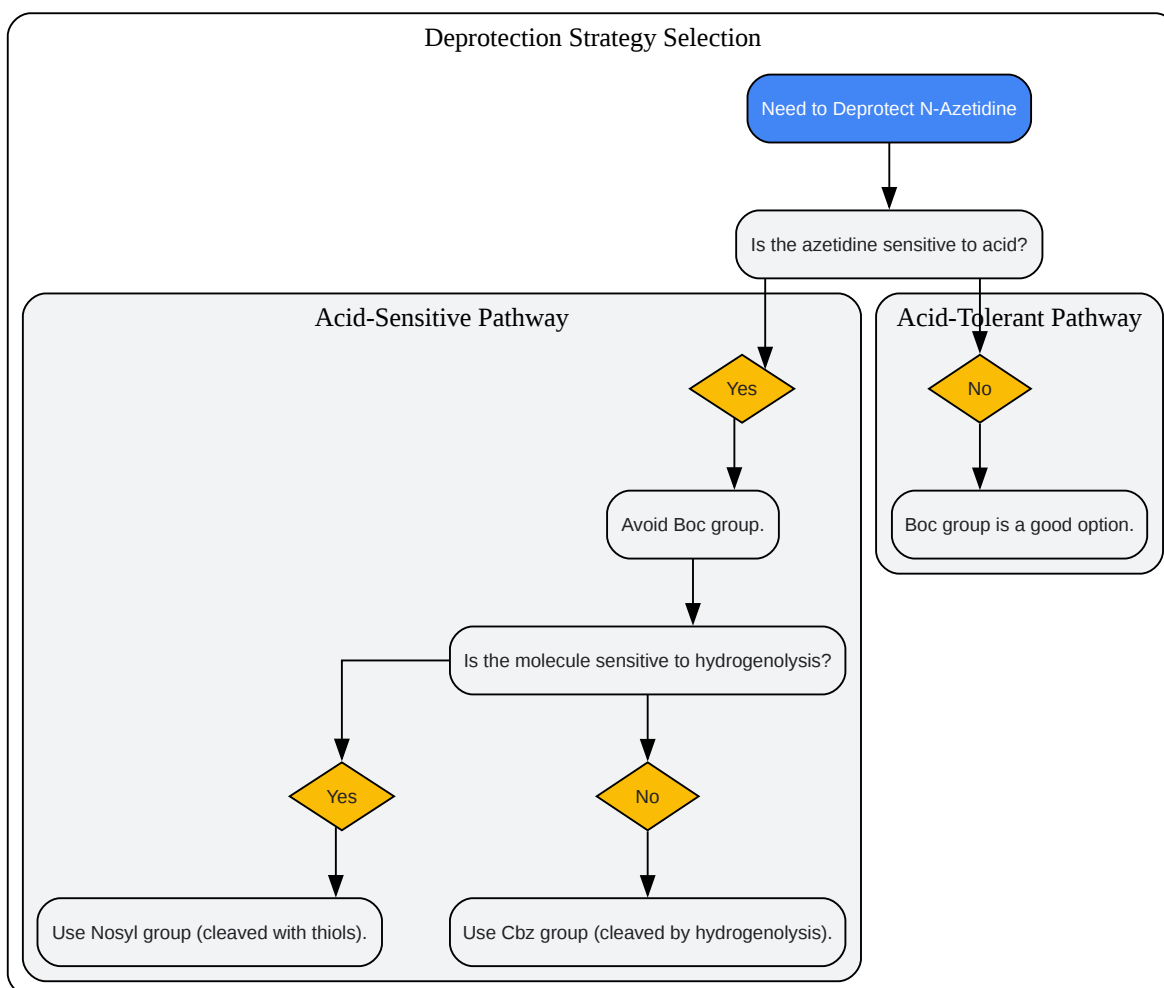 Deprotection Strategy Selection
Need to Deprotect N-Azetidine
Is the azetidine sensitive to acid?
Acid-Sensitive Pathway
Acid-Tolerant Pathway
Yes
No
Avoid Boc group.
Boc group is a good option.
Is the molecule sensitive to hydrogenolysis?
Yes
No
Use Nosyl group (cleaved with thiols).
Use Cbz group (cleaved by hydrogenolysis).